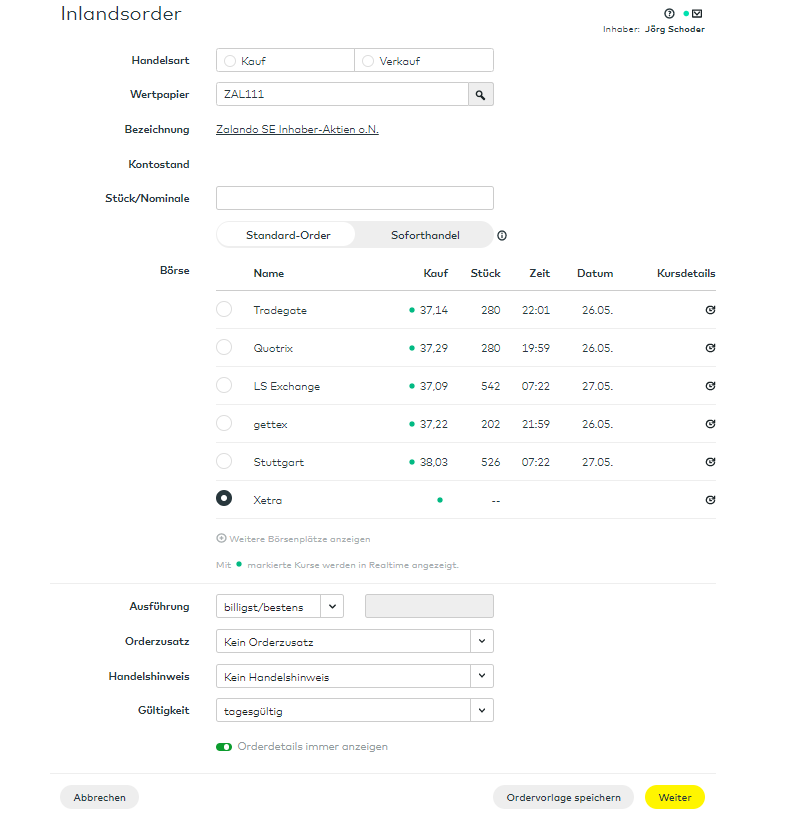 Inlandsorder
Inhaber: Jörg Schoder
Handelsart Kauf Verkauf
Wertpapier ZAL111
Bezeichnung Zalando SE Inhaber-Aktien o.N.
Kontostand
Stück/Nominale
Standard-Order Soforthandel
Börse Name Kauf Stück Zeit Datum Kursdetails
Tradegate 37,14 280 22:01 26.05.
Quotrix 37,29 280 19:59 26.05.
LS Exchange 37,09 542 07:22 27.05.
gettex 37,22 202 21:59 26.05.
Stuttgart 38,03 526 07:22 27.05.
Xetra --
Weitere Börsenplätze anzeigen
Mit markierte Kurse werden in Realtime angezeigt.
Ausführung billigst/bestens
Orderzusatz Kein Orderzusatz
Handelshinweis Kein Handelshinweis
Gültigkeit tagesgültig
Orderdetails immer anzeigen
Abbrechen Ordervorlage speichern Weiter